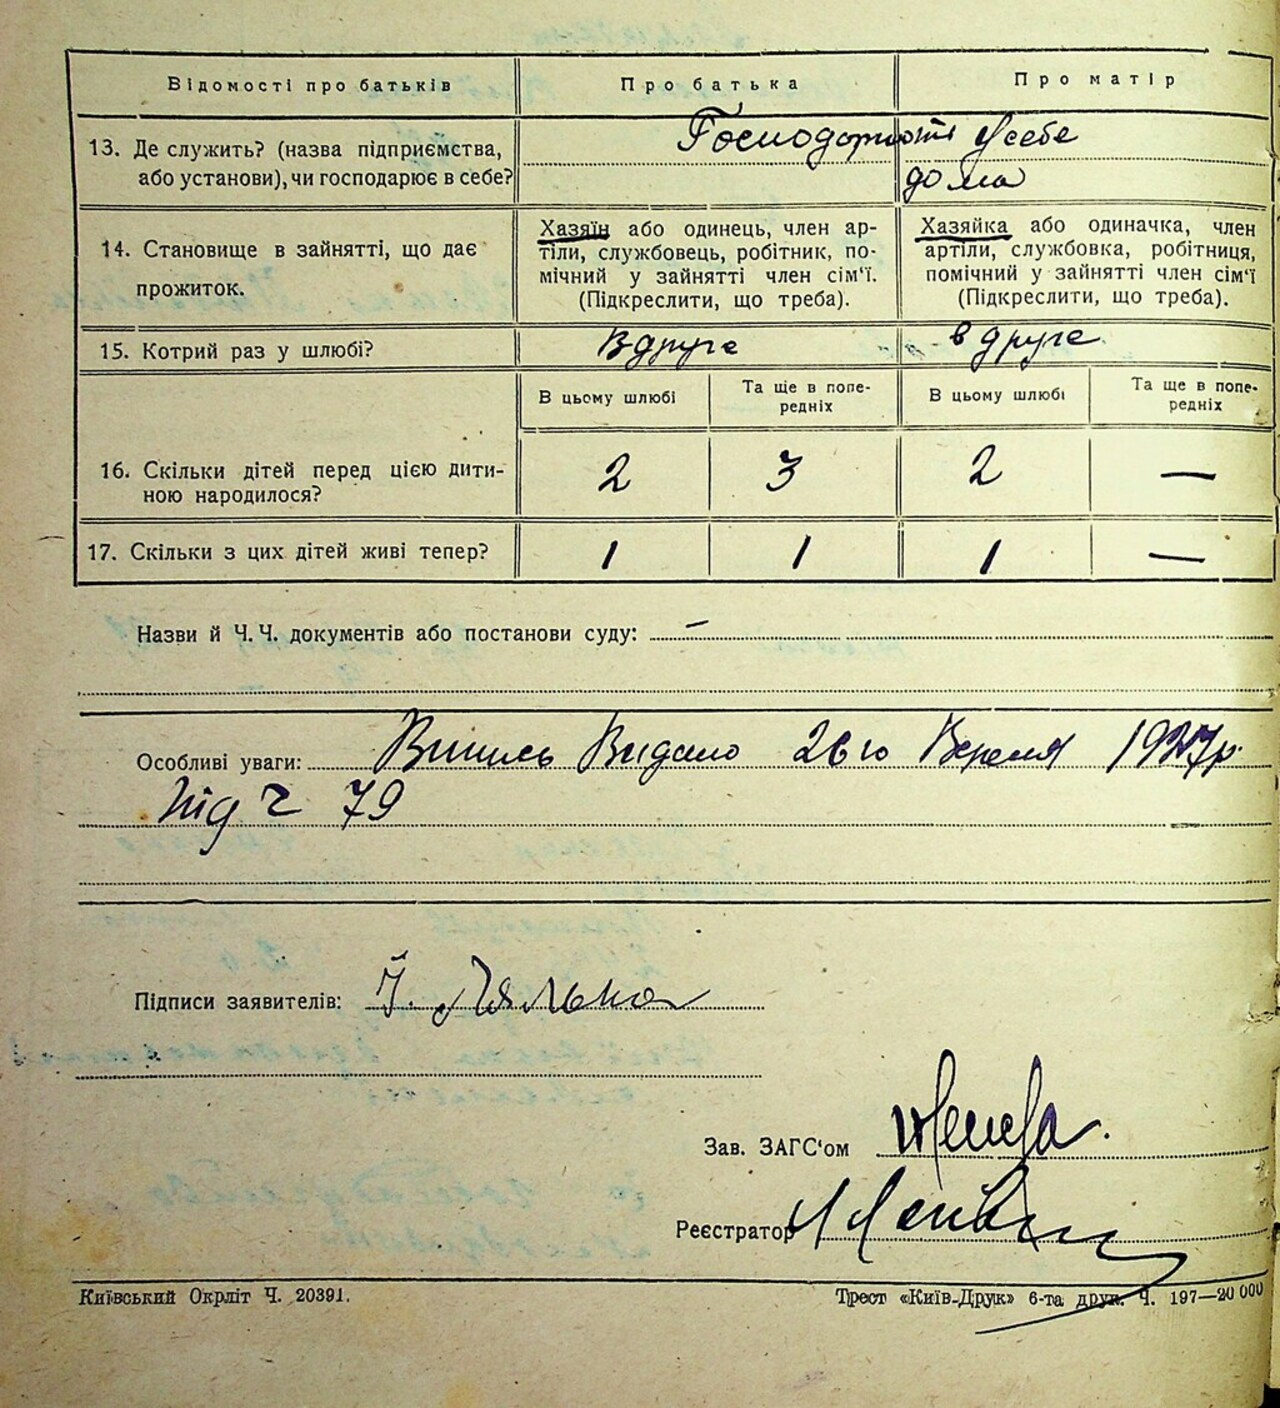 Відомості про батьків
Про батька
Про матір
13. Де служить? (назва підприємства,
або установи), чи господарює в себе?
Господорють У себе
дома
14. Становище в зайнятті, що дає
прожиток.
Хазяїн або одинець, член ар-
тіли, службовець, робітник, по-
мічний у зайнятті член сім'ї.
(Підкреслити, що треба).
Хазяйка або одиначка, член
артіли, службовка, робітниця,
помічний у зайнятті член сім'ї
(Підкреслити, що треба).
15. Котрий раз у шлюбі?
вдруге
вдруге
В цьому шлюбі
Та ще в попе-
редніх
В цьому шлюбі
Та ще в попе-
редніх
16. Скільки дітей перед цією дити-
ною народилося?
2
3
2
—
17. Скільки з цих дітей живі тепер?
1
1
1
—
Назви й Ч.Ч. документів або постанови суду: —
Особливі уваги: Випись Видано 26го 1927р.
під ч 79
Підписи заявителів:
Зав. ЗАГС'ом
Реєстратор
Київський Окрліт Ч. 20391.
Трест «Київ-Друк» 6-та друк. Ч. 197—20 000